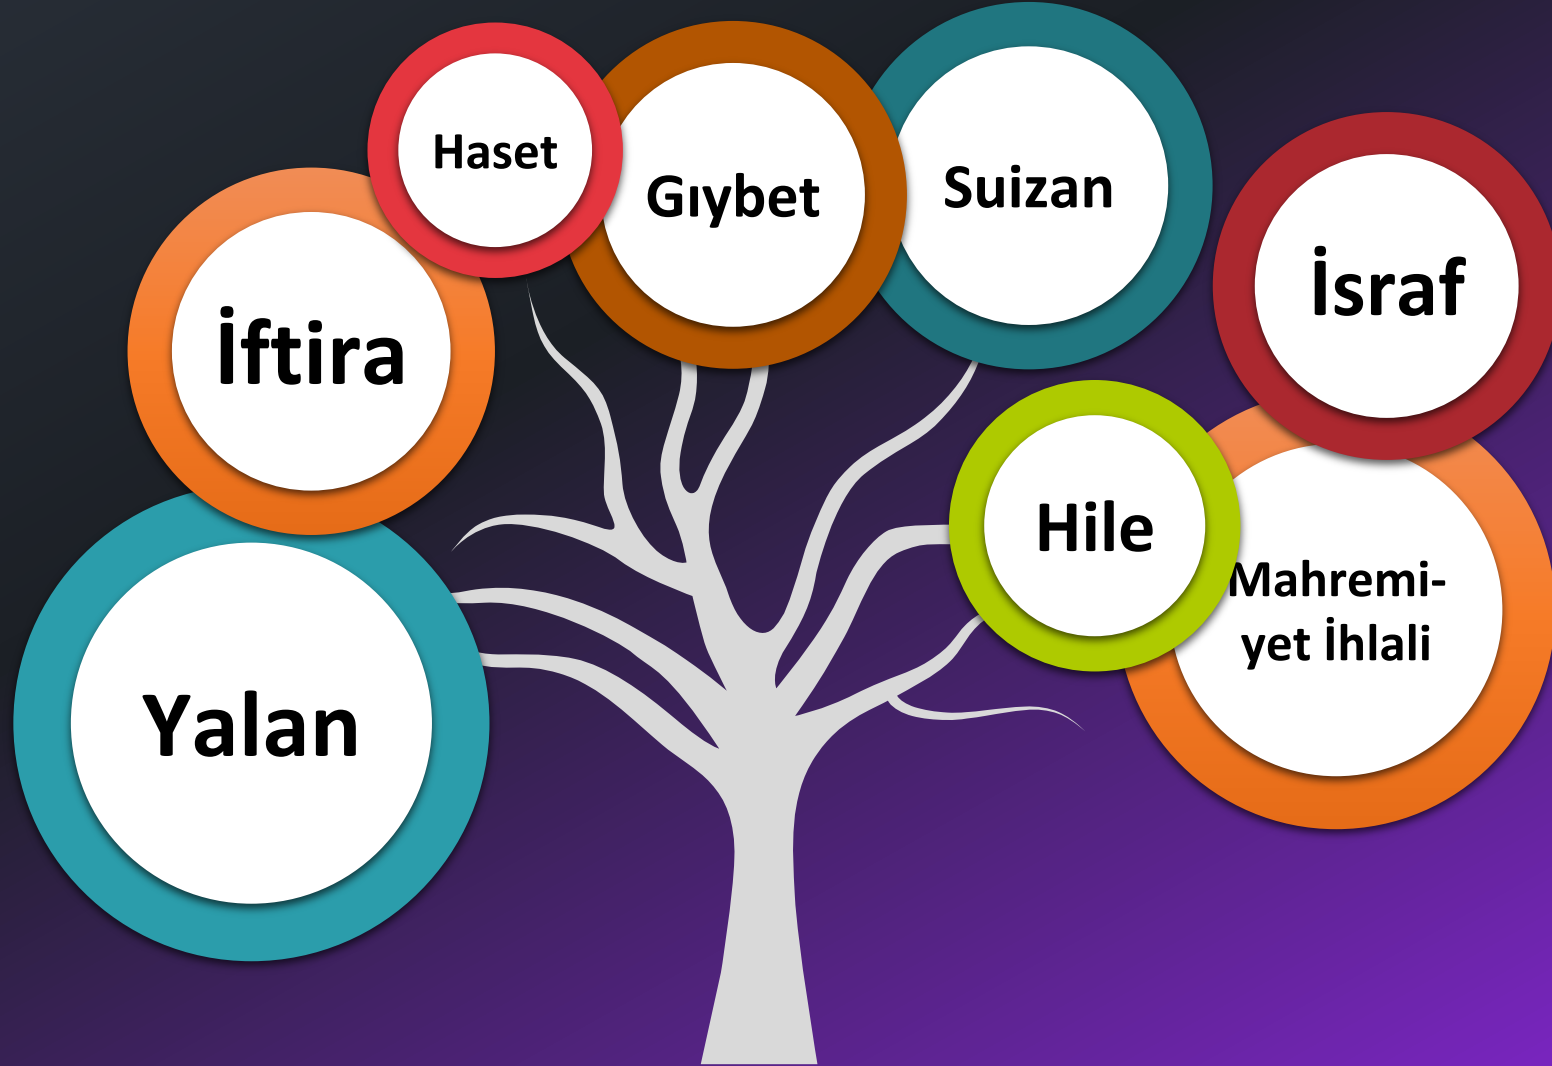 Haset
Gıybet
Suizan
İsraf
İftira
Hile
Mahremi-
yet İhlali
Yalan